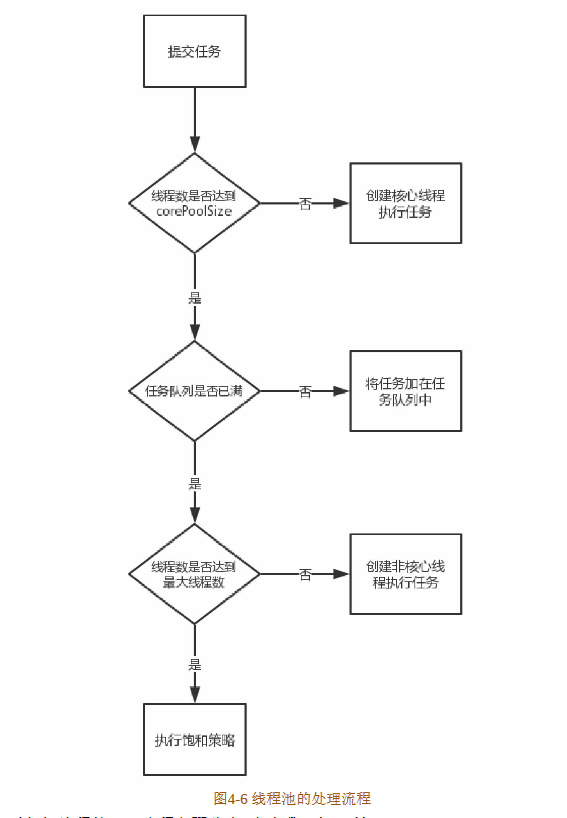 提交任务
线程数是否达到
corePoolSize
否
创建核心线程
执行任务
是
任务队列是否已满
否
将任务加在任
务队列中
是
线程数是否达到
最大线程数
否
创建非核心线
程执行任务
是
执行饱和策略
图4-6 线程池的处理流程